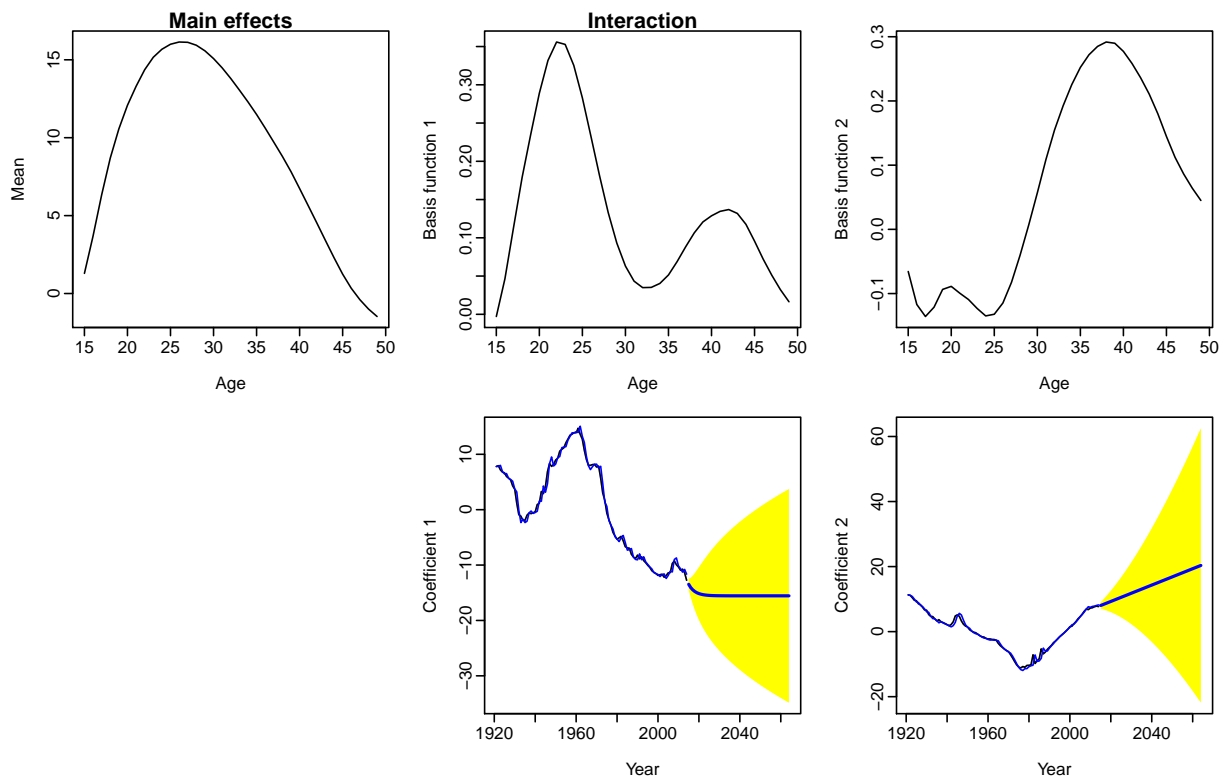 Main effects
Mean
0
5
10
15
15 20 25 30 35 40 45 50
Age
Interaction
Basis function 1
0.00
0.10
0.20
0.30
15 20 25 30 35 40 45 50
Age
Basis function 2
−0.1
0.0
0.1
0.2
0.3
15 20 25 30 35 40 45 50
Age
Coefficient 1
−30
−20
−10
0
10
1920 1960 2000 2040
Year
Coefficient 2
−20
0
20
40
60
1920 1960 2000 2040
Year